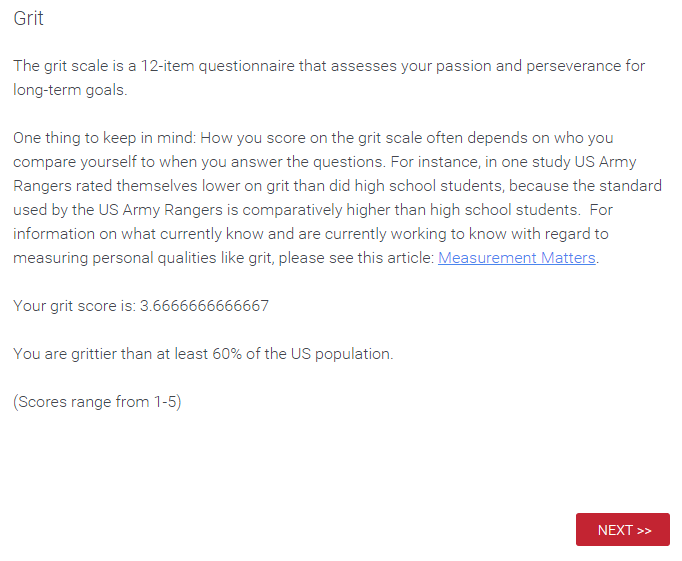 Grit
The grit scale is a 12-item questionnaire that assesses your passion and perseverance for
long-term goals.
One thing to keep in mind: How you score on the grit scale often depends on who you
compare yourself to when you answer the questions. For instance, in one study US Army
Rangers rated themselves lower on grit than did high school students, because the standard
used by the US Army Rangers is comparatively higher than high school students.  For
information on what currently know and are currently working to know with regard to
measuring personal qualities like grit, please see this article: Measurement Matters.
Your grit score is: 3.6666666666667
You are grittier than at least 60% of the US population.
(Scores range from 1-5)
NEXT >>